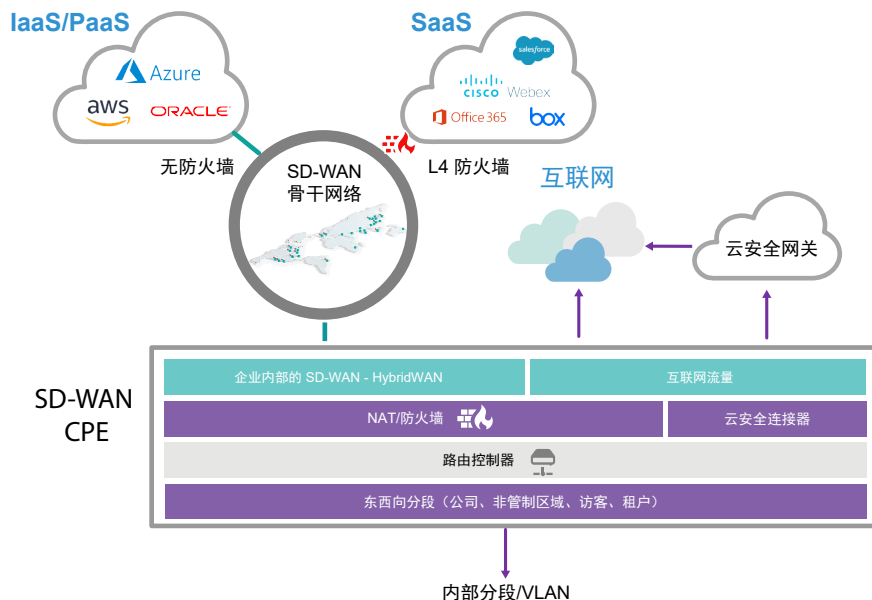 IaaS/PaaS
SaaS
salesforce
Azure
CISCO Webex
aws
ORACLE
Office 365
box
无防火墙
SD-WAN
骨干网络
L4 防火墙
互联网
云安全网关
企业内部的 SD-WAN - HybridWAN
互联网流量
SD-WAN
CPE
NAT/防火墙
云安全连接器
路由控制器
东西向分段（公司、非管制区域、访客、租户）
内部分段/VLAN